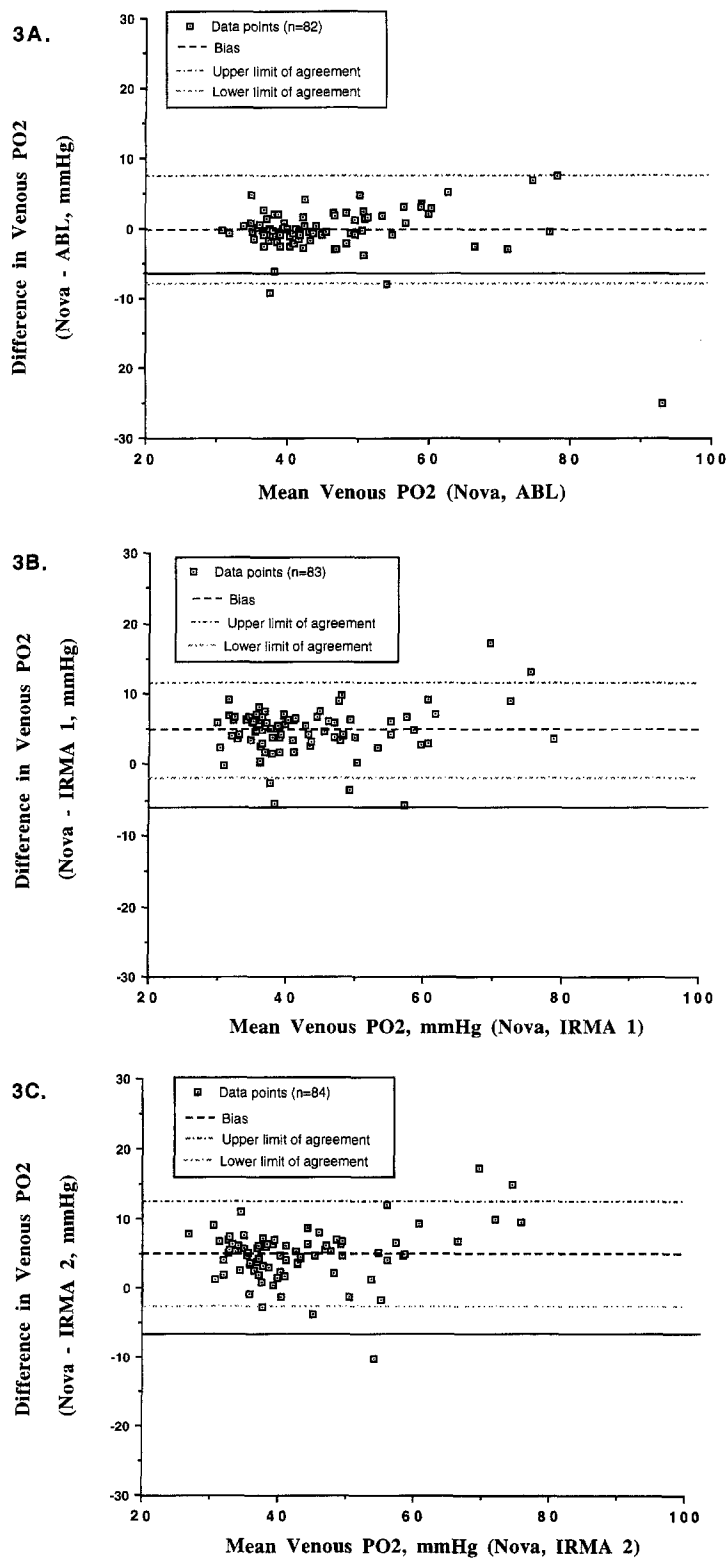 3A.
Data points (n=82)
Bias
Upper limit of agreement
Lower limit of agreement
Difference in Venous PO2
(Nova - ABL, mmHg)
30
20
10
0
-10
-20
-30
20 40 60 80 100
Mean Venous PO2 (Nova, ABL)
3B.
Data points (n=83)
Bias
Upper limit of agreement
Lower limit of agreement
Difference in Venous PO2
(Nova - IRMA 1, mmHg)
30
20
10
0
-10
-20
-30
20 40 60 80 100
Mean Venous PO2, mmHg (Nova, IRMA 1)
3C.
Data points (n=84)
Bias
Upper limit of agreement
Lower limit of agreement
Difference in Venous PO2
(Nova - IRMA 2, mmHg)
30
20
10
0
-10
-20
-30
20 40 60 80 100
Mean Venous PO2, mmHg (Nova, IRMA 2)